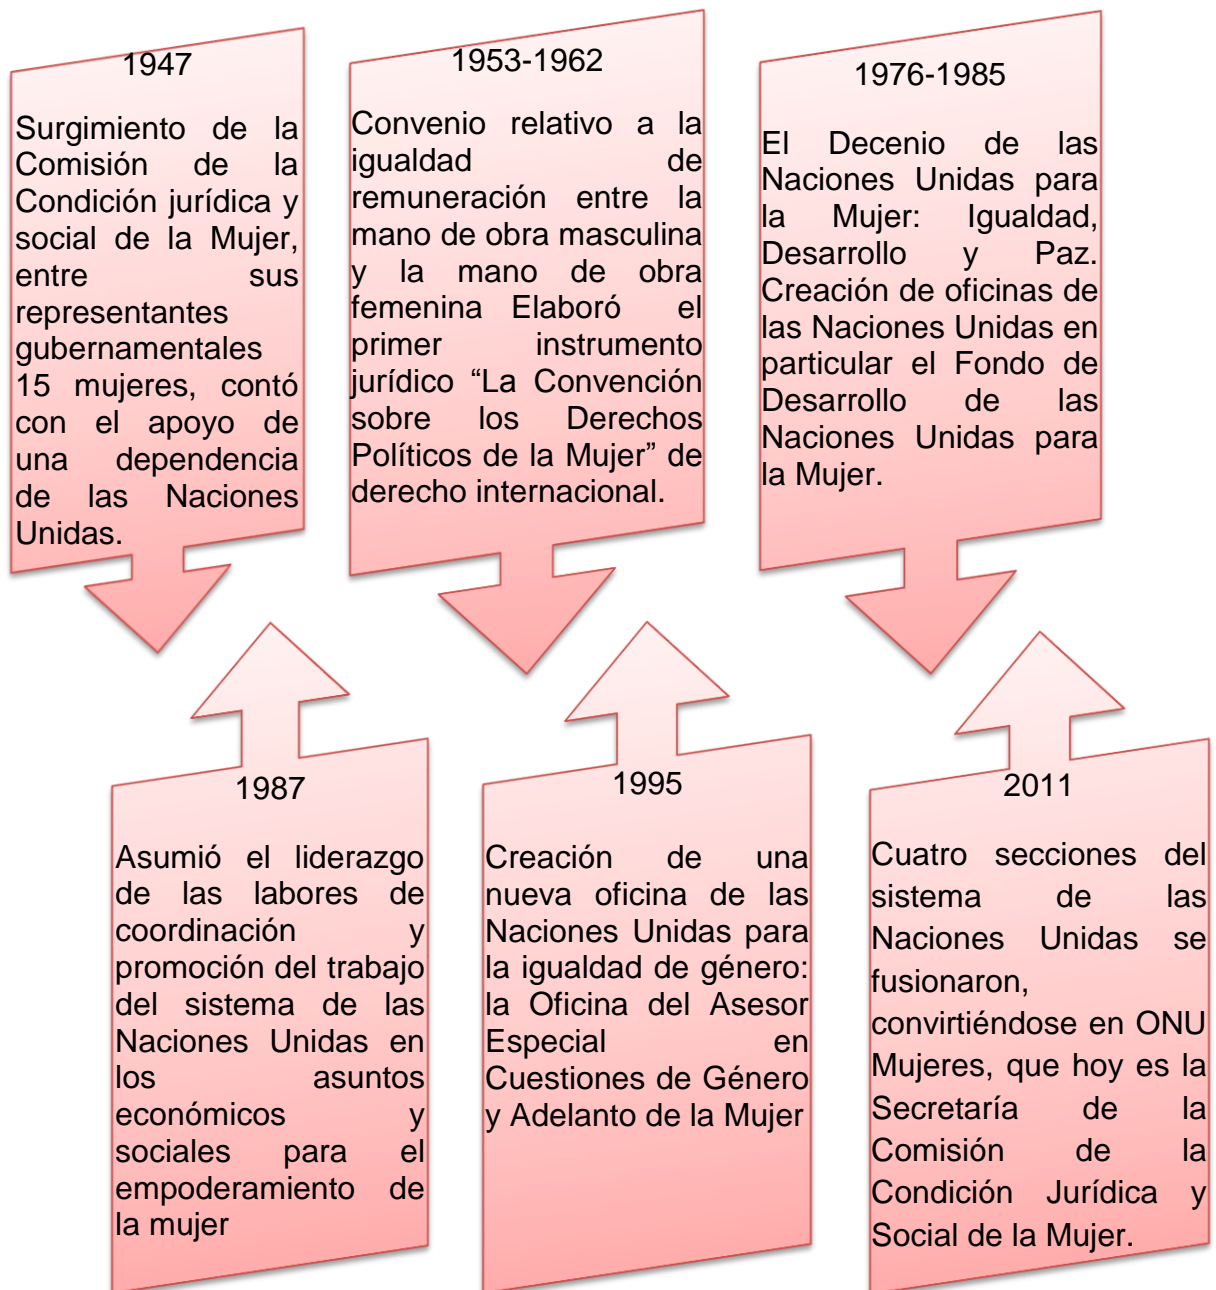 1947
Surgimiento de la
Comisión de la
Condición jurídica y
social de la Mujer,
entre sus
representantes
gubernamentales
15 mujeres, contó
con el apoyo de
una dependencia
de las Naciones
Unidas.
1953-1962
Convenio relativo a la
igualdad de
remuneración entre la
mano de obra masculina
y la mano de obra
femenina Elaboró el
primer instrumento
jurídico “La Convención
sobre los Derechos
Políticos de la Mujer” de
derecho internacional.
1976-1985
El Decenio de las
Naciones Unidas para
la Mujer: Igualdad,
Desarrollo y Paz.
Creación de oficinas de
las Naciones Unidas en
particular el Fondo de
Desarrollo de las
Naciones Unidas para
la Mujer.
1987
Asumió el liderazgo
de las labores de
coordinación y
promoción del trabajo
del sistema de las
Naciones Unidas en
los asuntos
económicos y
sociales para el
empoderamiento de
la mujer
1995
Creación de una
nueva oficina de las
Naciones Unidas para
la igualdad de género:
la Oficina del Asesor
Especial en
Cuestiones de Género
y Adelanto de la Mujer
2011
Cuatro secciones del
sistema de las
Naciones Unidas se
fusionaron,
convirtiéndose en ONU
Mujeres, que hoy es la
Secretaría de la
Comisión de la
Condición Jurídica y
Social de la Mujer.